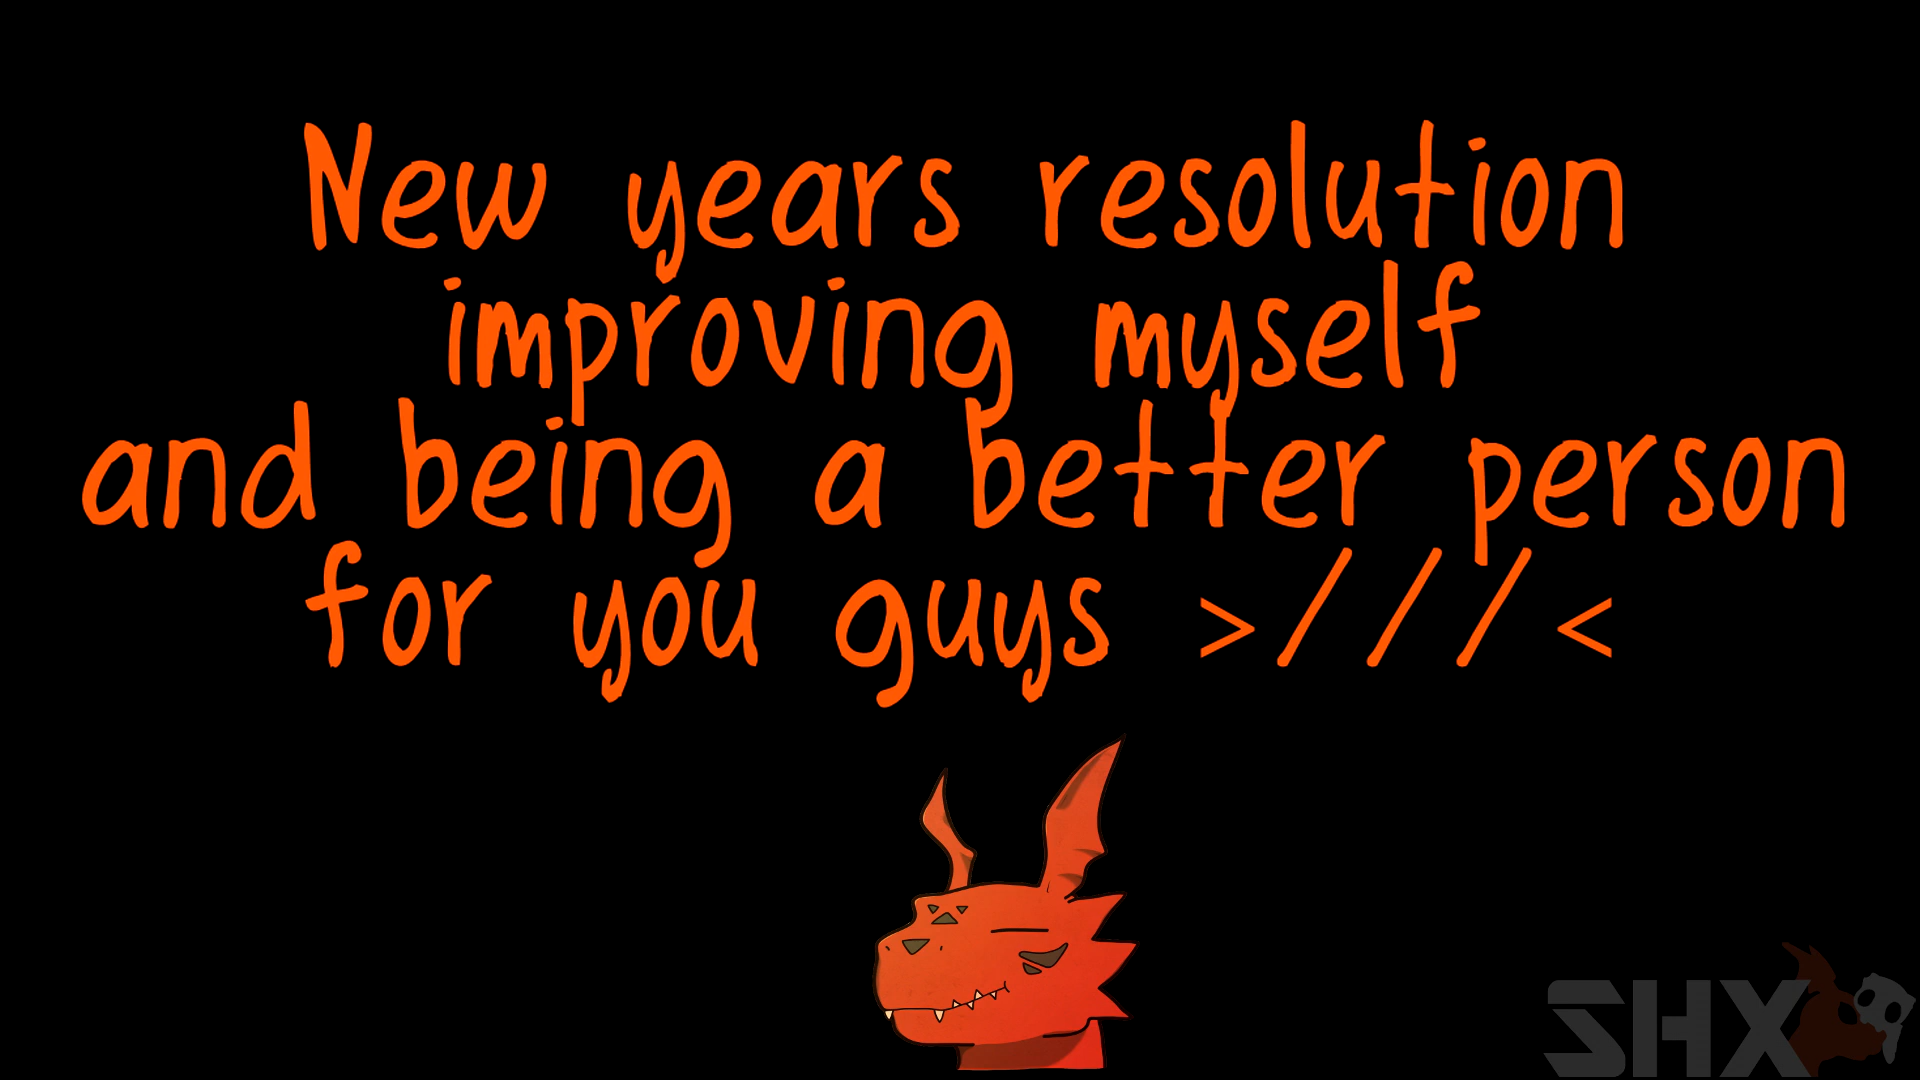 New years resolution
improving myself
and being a better person
for you guys >///<
SHX